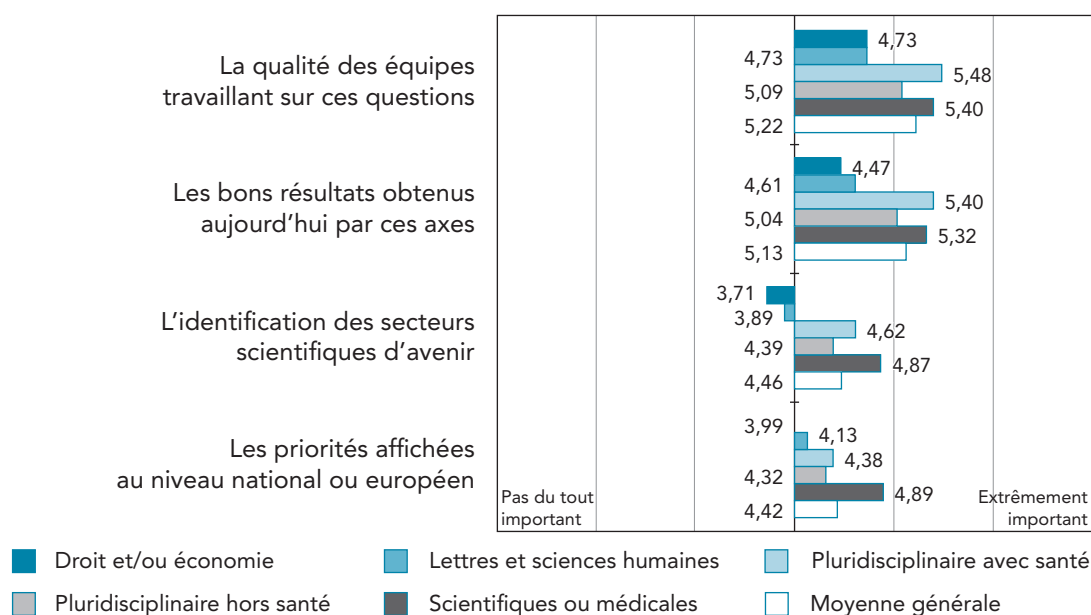 La qualité des équipes
travaillant sur ces questions
4,73
4,73
5,48
5,09
5,40
5,22
Les bons résultats obtenus
aujourd'hui par ces axes
4,47
4,61
5,40
5,04
5,32
5,13
L'identification des secteurs
scientifiques d'avenir
3,71
3,89
4,62
4,39
4,87
4,46
Les priorités affichées
au niveau national ou européen
3,99
4,13
4,38
4,32
4,89
4,42
Pas du tout
important
Extrêmement
important
Droit et/ou économie
Lettres et sciences humaines
Pluridisciplinaire avec santé
Pluridisciplinaire hors santé
Scientifiques ou médicales
Moyenne générale